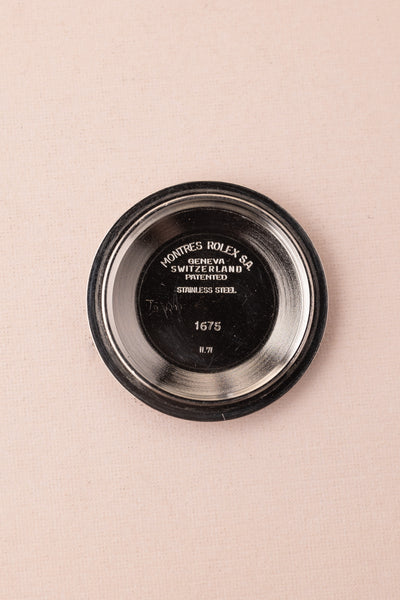 MONTRES ROLEX S.A.
GENEVA
SWITZERLAND
PATENTED
STAINLESS STEEL
1675
II.71